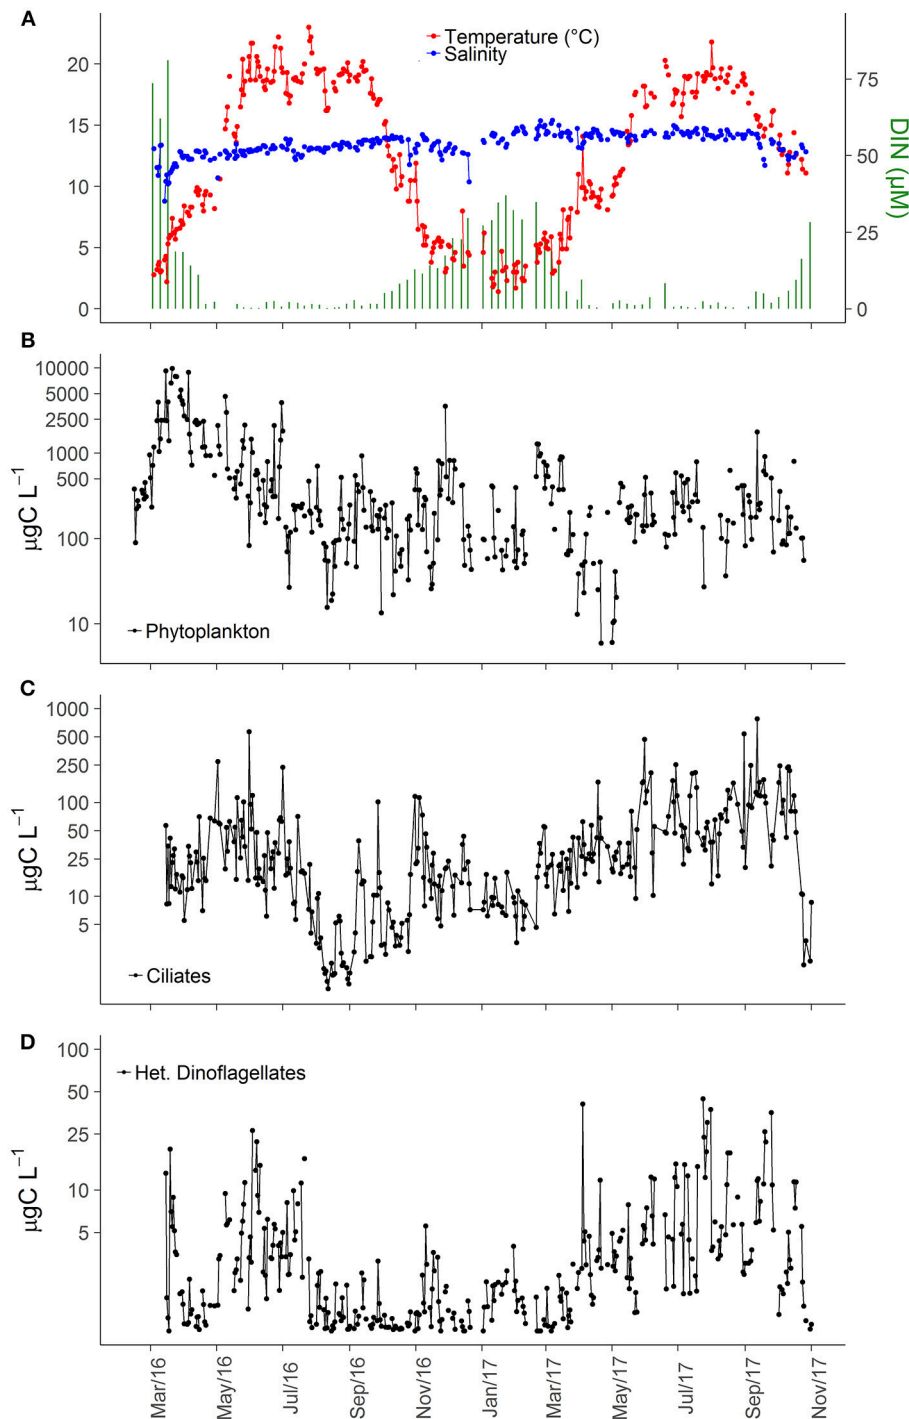 A
Temperature (°C)
Salinity
20
15
10
5
0
75
50
25
0
DIN (µM)
B
10000
5000
2500
1000
500
100
10
µgC L⁻¹
Phytoplankton
C
1000
500
250
100
50
25
10
5
µgC L⁻¹
Ciliates
D
100
50
25
10
5
µgC L⁻¹
Het. Dinoflagellates
Mar/16
May/16
Jul/16
Sep/16
Nov/16
Jan/17
Mar/17
May/17
Jul/17
Sep/17
Nov/17